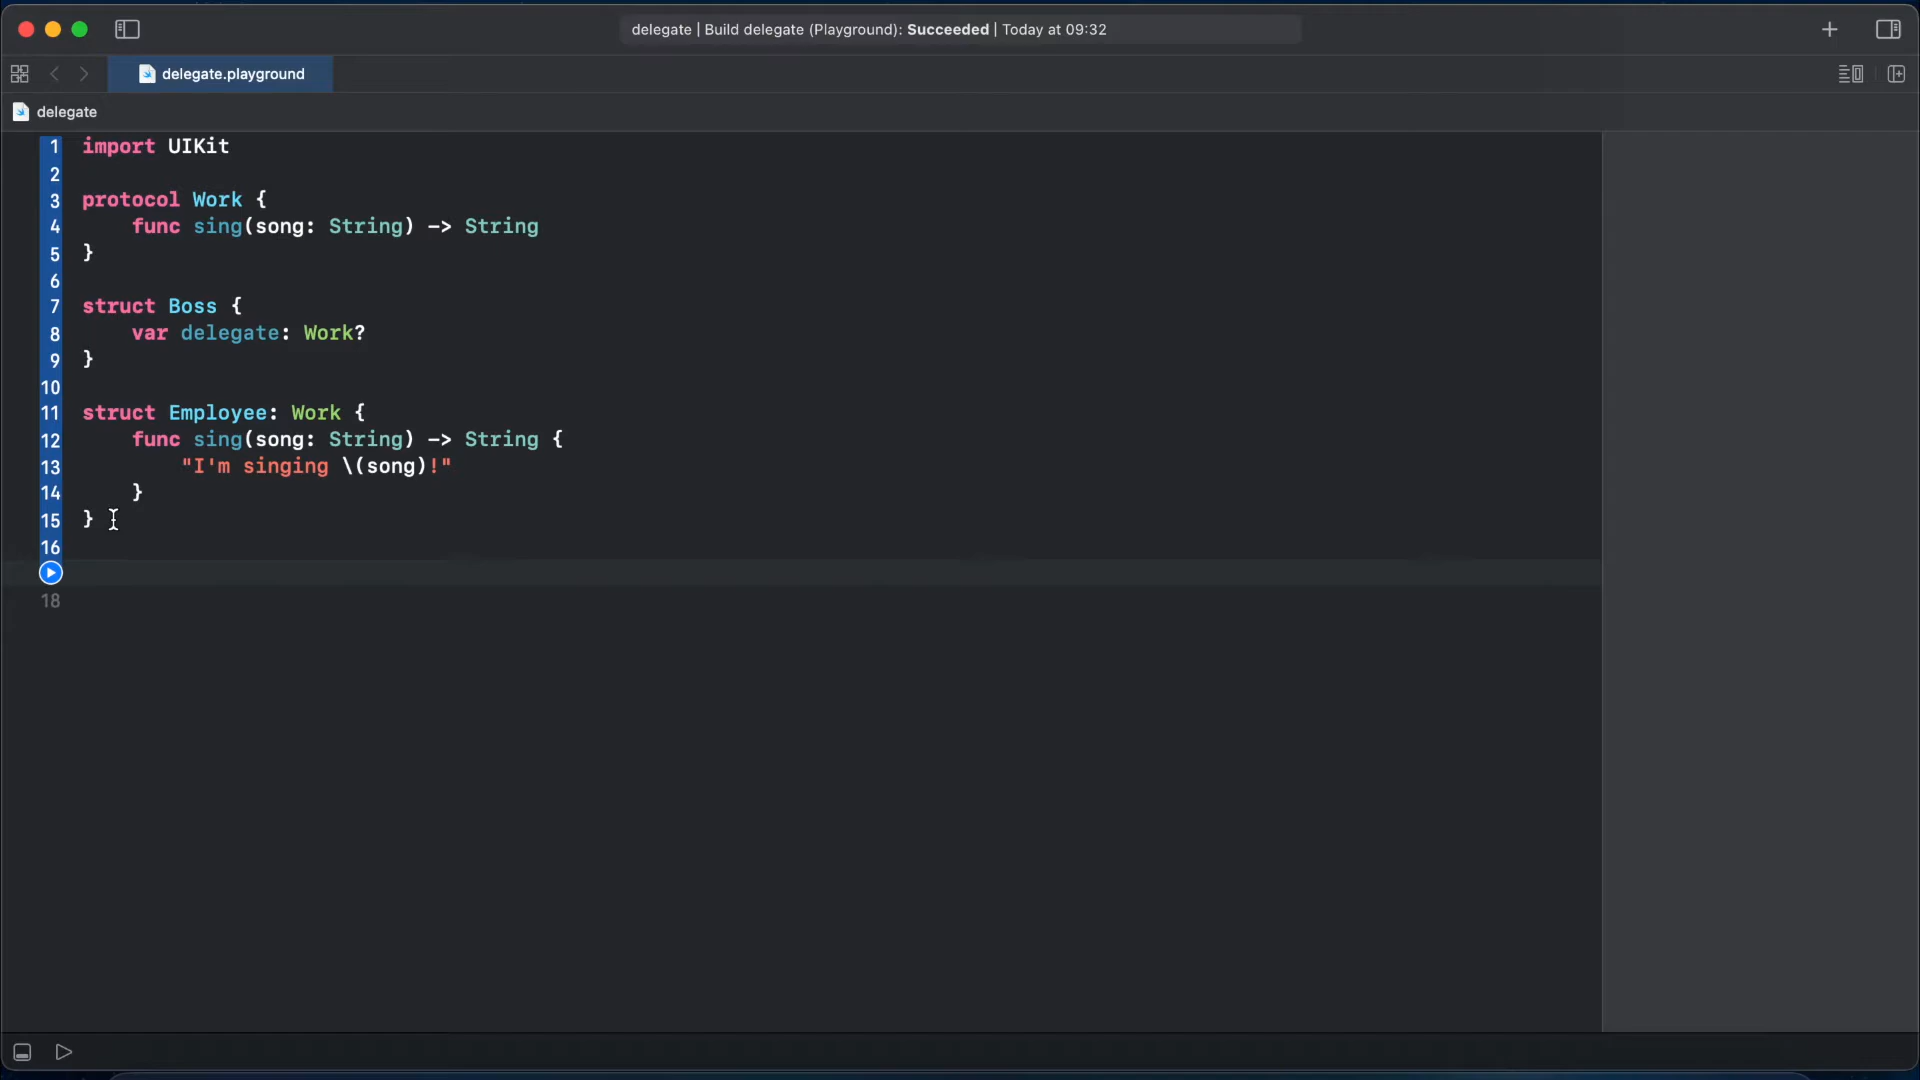 delegate | Build delegate (Playground): Succeeded | Today at 09:32
delegate.playground
delegate
1 import UIKit
2
3 protocol Work {
4     func sing(song: String) -> String
5 }
6
7 struct Boss {
8     var delegate: Work?
9 }
10
11 struct Employee: Work {
12     func sing(song: String) -> String {
13         "I'm singing \(song)!"
14     }
15 }
16
18